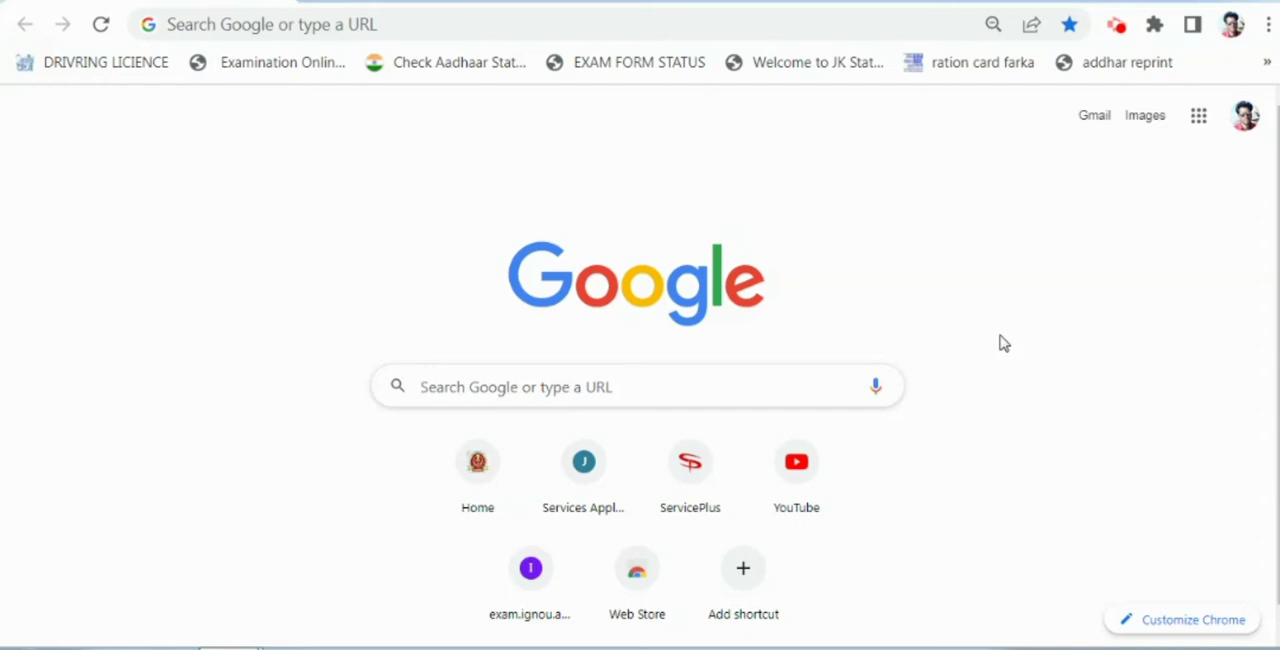 Search Google or type a URL
DRIVRING LICIENCE Examination Onlin... Check Aadhaar Stat... EXAM FORM STATUS Welcome to JK Stat... ration card farka addhar reprint »
Gmail Images
Google
Search Google or type a URL
J
Home Services Appl... ServicePlus YouTube
I
exam.ignou.a... Web Store Add shortcut
Customize Chrome